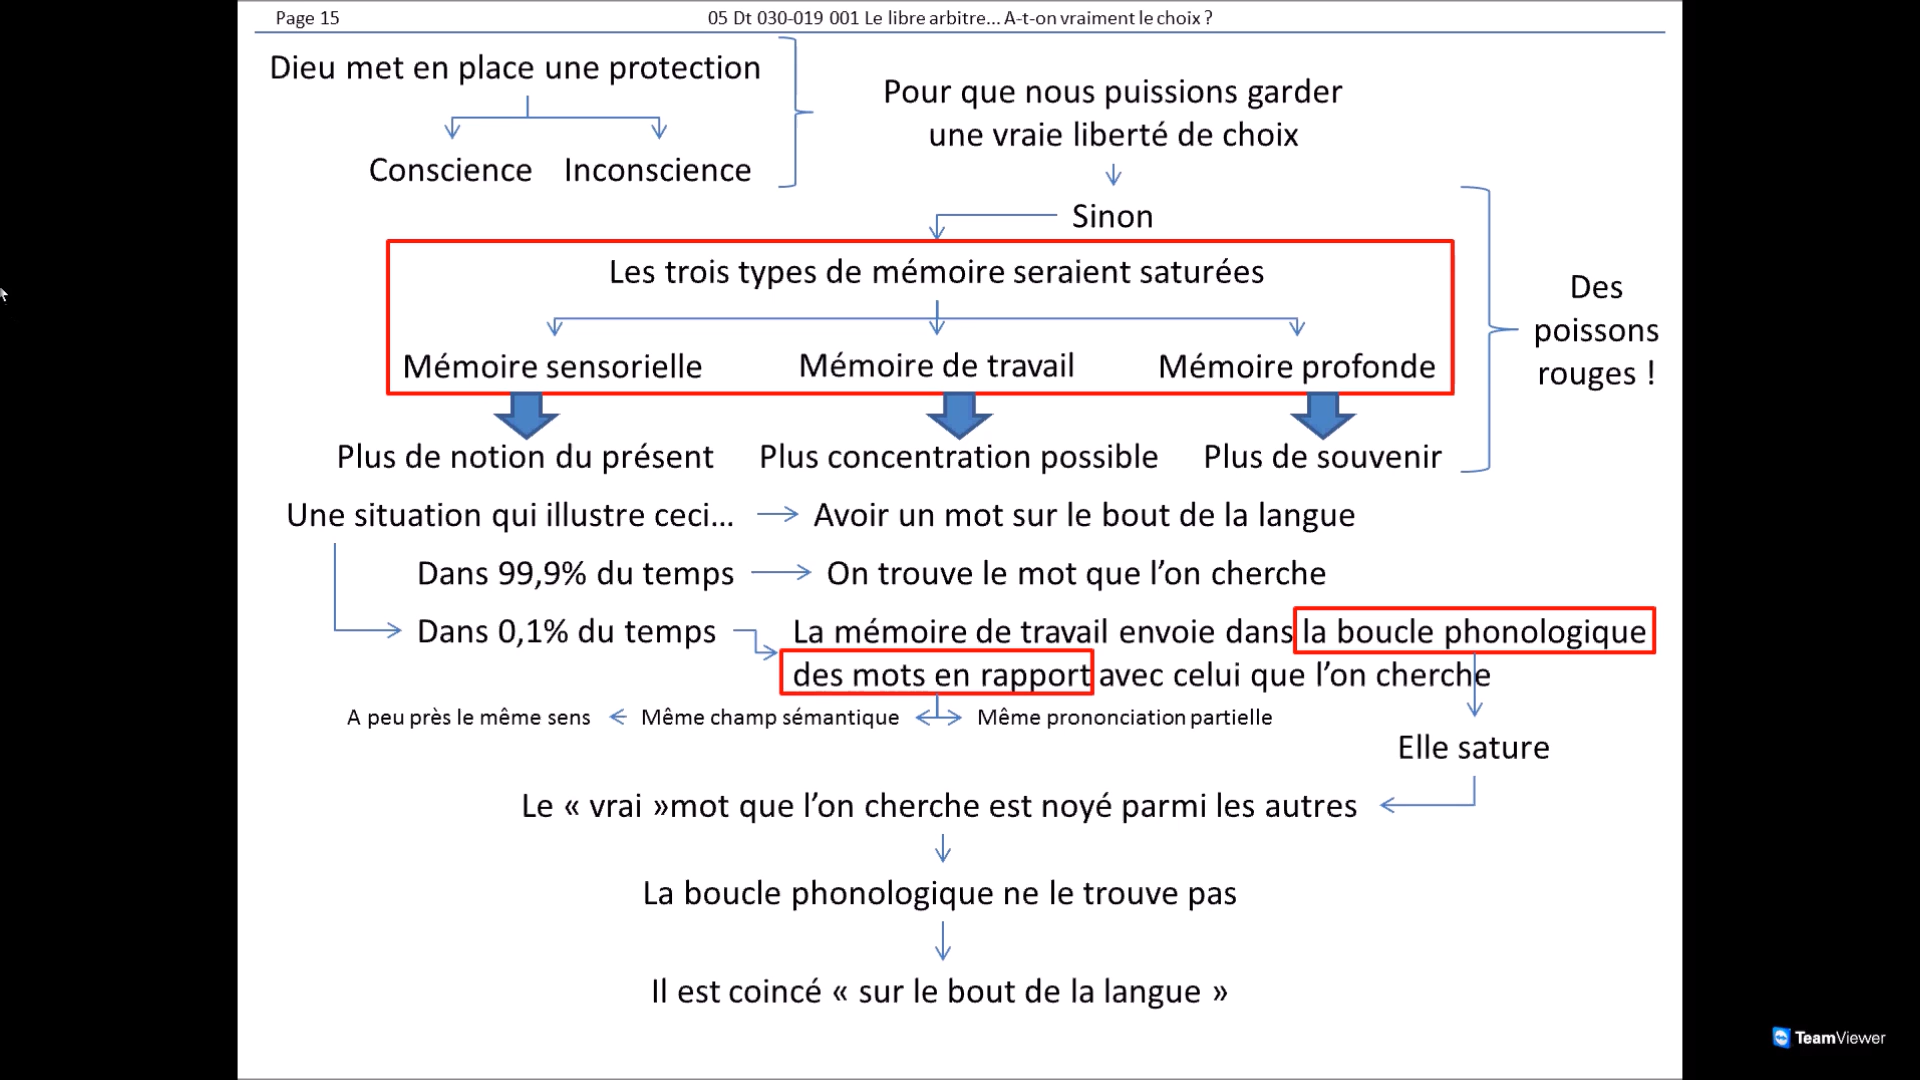 Page 15
05 Dt 030-019 001 Le libre arbitre... A-t-on vraiment le choix ?
Dieu met en place une protection
Conscience
Inconscience
Pour que nous puissions garder
une vraie liberté de choix
Sinon
Les trois types de mémoire seraient saturées
Mémoire sensorielle
Mémoire de travail
Mémoire profonde
Des
poissons
rouges !
Plus de notion du présent
Plus concentration possible
Plus de souvenir
Une situation qui illustre ceci...
Avoir un mot sur le bout de la langue
Dans 99,9% du temps
On trouve le mot que l'on cherche
Dans 0,1% du temps
La mémoire de travail envoie dans la boucle phonologique
des mots en rapport avec celui que l'on cherche
A peu près le même sens
Même champ sémantique
Même prononciation partielle
Elle sature
Le « vrai »mot que l'on cherche est noyé parmi les autres
La boucle phonologique ne le trouve pas
Il est coincé « sur le bout de la langue »
TeamViewer